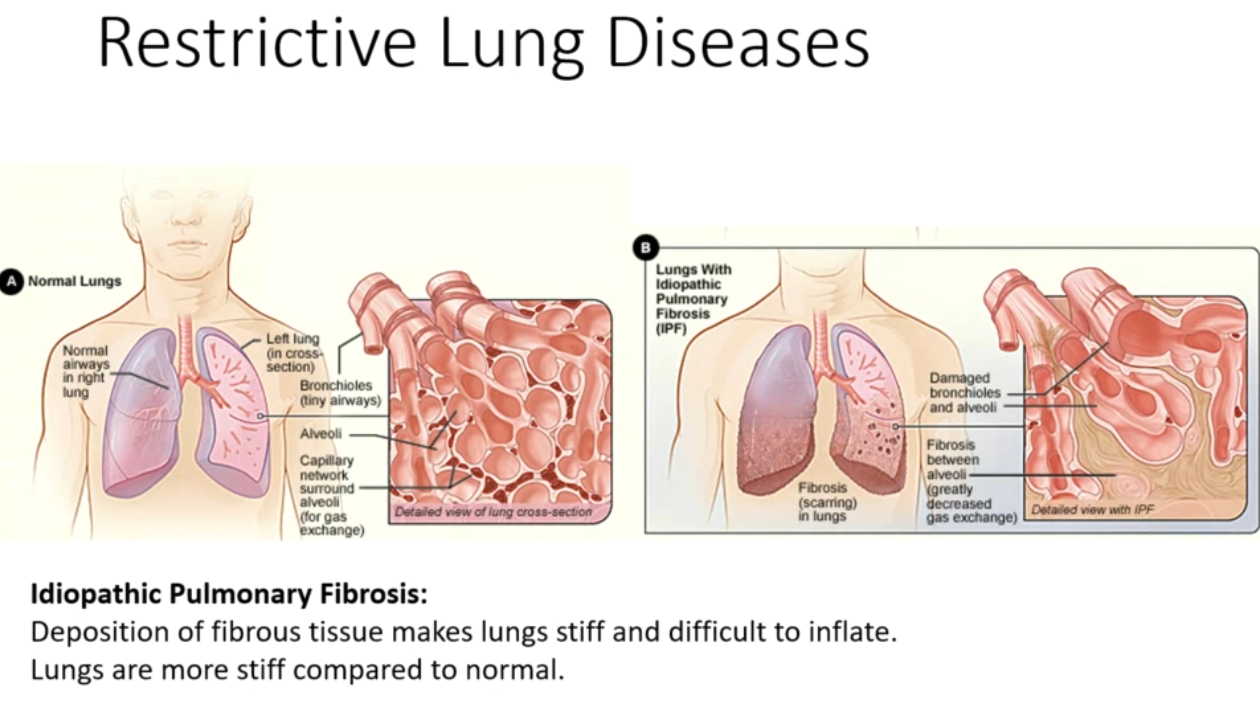 Restrictive Lung Diseases
A Normal Lungs
Normal
airways
in right
lung
Left lung
(in cross-
section)
Bronchioles
(tiny airways)
Alveoli
Capillary
network
surround
alveoli
(for gas
exchange)
Detailed view of lung cross-section
B
Lungs With
Idiopathic
Pulmonary
Fibrosis
(IPF)
Fibrosis
(scarring)
in lungs
Damaged
bronchioles
and alveoli
Fibrosis
between
alveoli
(greatly
decreased
gas exchange)
Detailed view with IPF
Idiopathic Pulmonary Fibrosis:
Deposition of fibrous tissue makes lungs stiff and difficult to inflate.
Lungs are more stiff compared to normal.